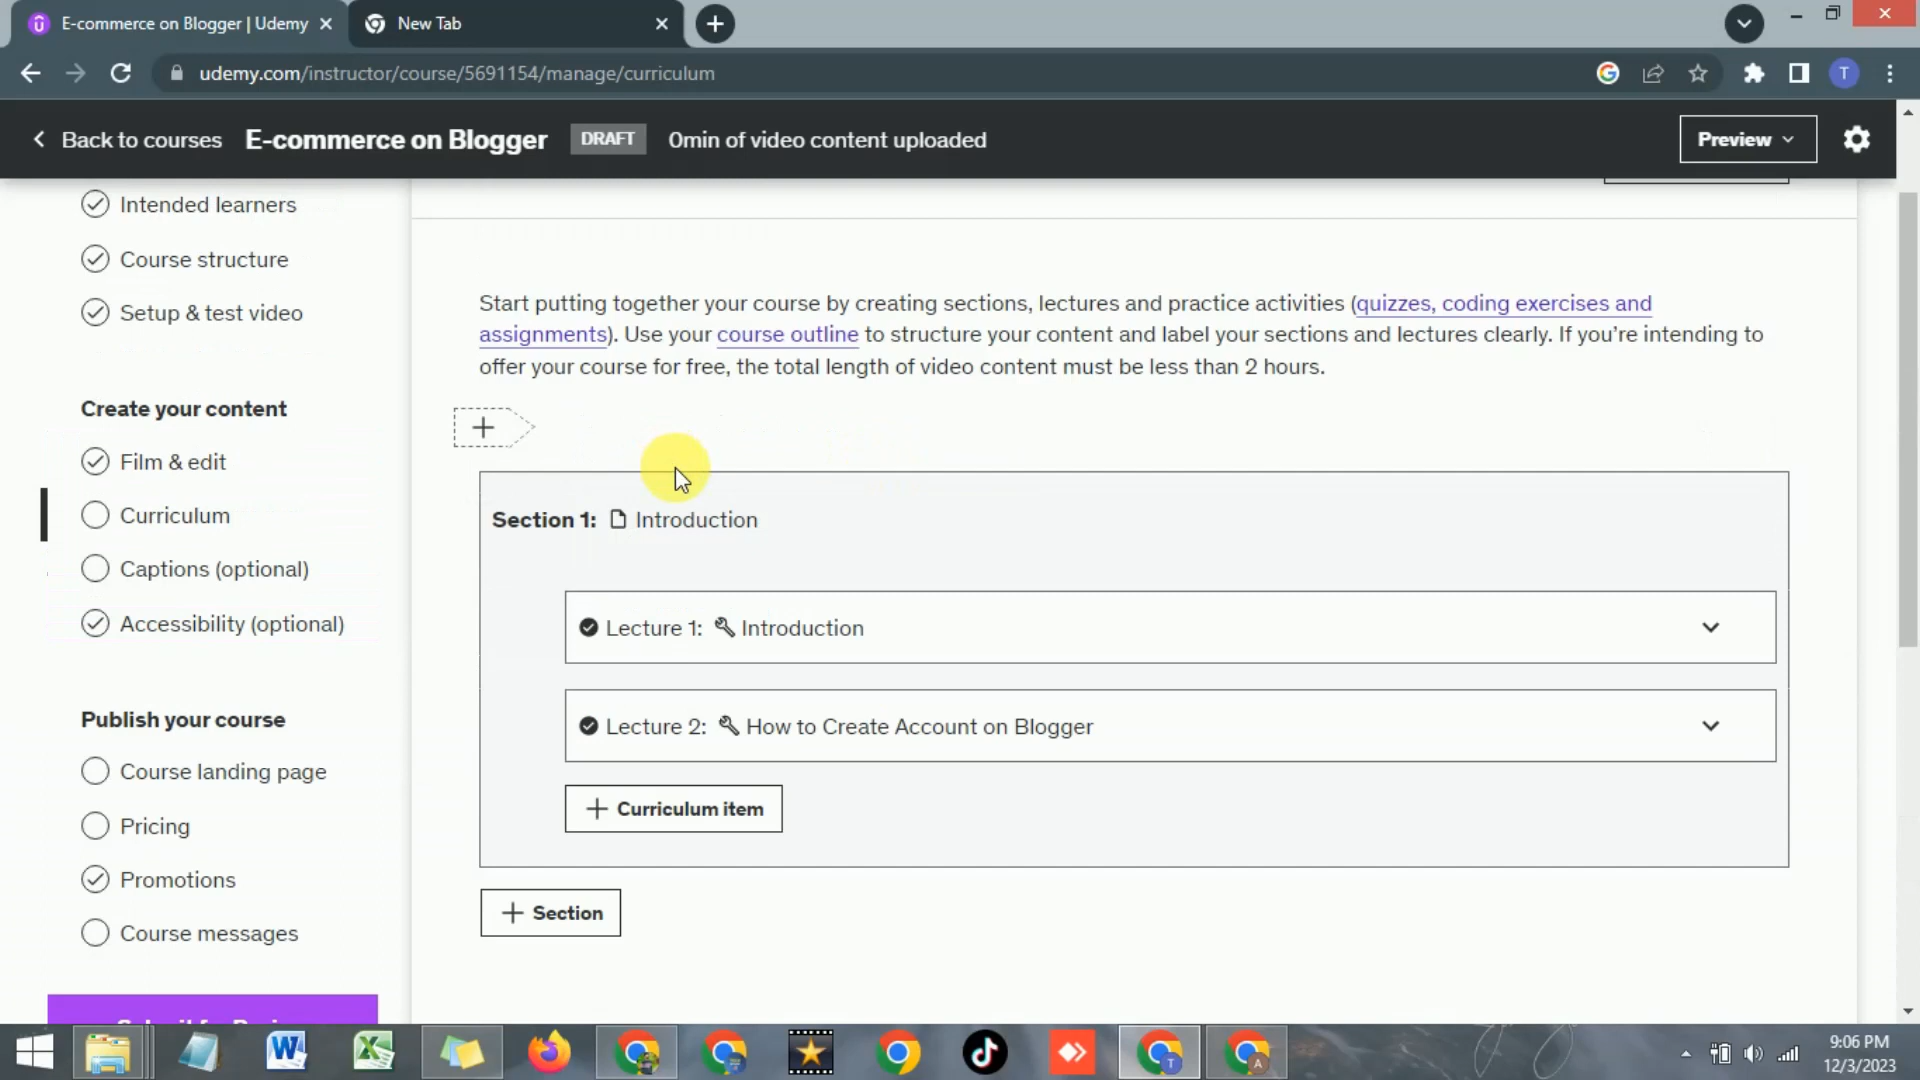 E-commerce on Blogger | Udemy
New Tab
udemy.com/instructor/course/5691154/manage/curriculum
T
Back to courses
E-commerce on Blogger
DRAFT
0min of video content uploaded
Preview
Intended learners
Course structure
Setup & test video
Create your content
Film & edit
Curriculum
Captions (optional)
Accessibility (optional)
Publish your course
Course landing page
Pricing
Promotions
Course messages
Start putting together your course by creating sections, lectures and practice activities (quizzes, coding exercises and
assignments). Use your course outline to structure your content and label your sections and lectures clearly. If you're intending to
offer your course for free, the total length of video content must be less than 2 hours.
Section 1: Introduction
Lecture 1: Introduction
Lecture 2: How to Create Account on Blogger
+ Curriculum item
+ Section
9:06 PM
12/3/2023